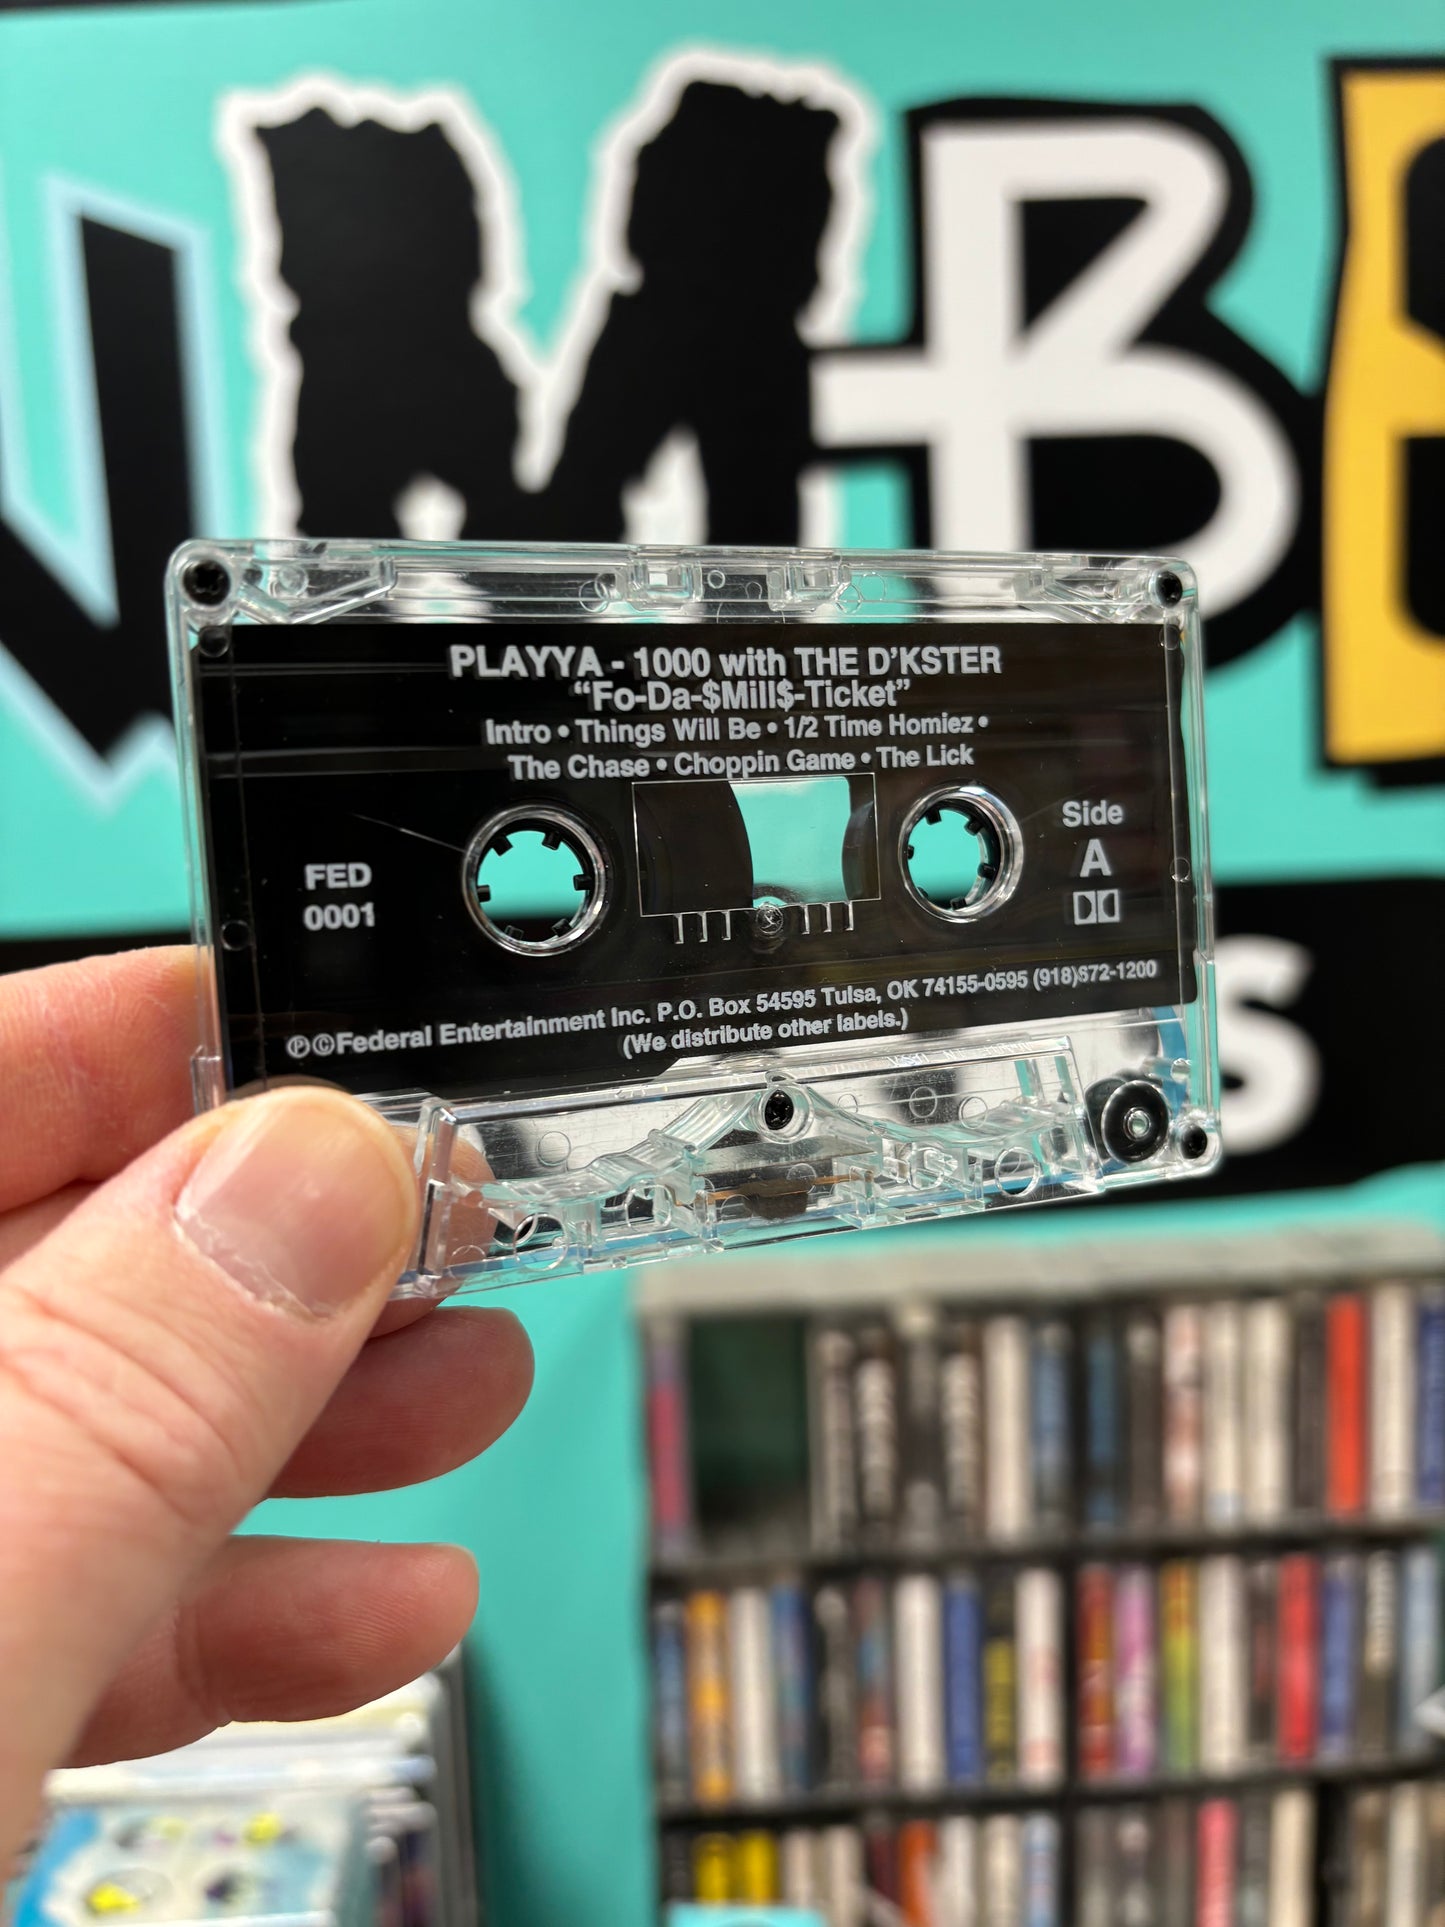 MB
PLAYYA - 1000 with THE D'KSTER
"Fo-Da-$Mill$-Ticket"
Intro • Things Will Be • 1/2 Time Homiez •
The Chase • Choppin Game • The Lick
Side
A
FED
0001
℗©Federal Entertainment Inc. P.O. Box 54595 Tulsa, OK 74155-0595 (918)672-1200
(We distribute other labels.)